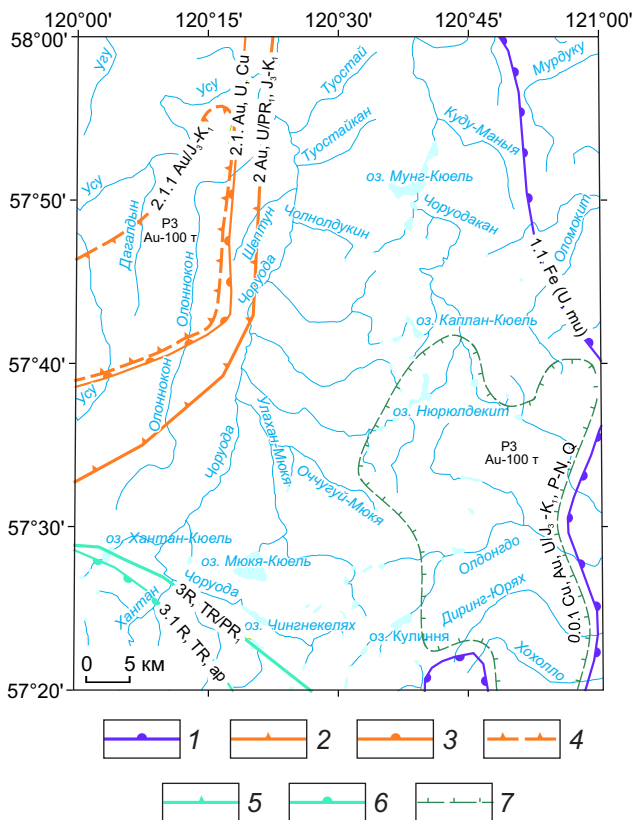 120°00'
120°15'
120°30'
120°45'
121°00'
58°00'
57°50'
57°40'
57°30'
57°20'
Угу
Усу
Туостай
Туостайкан
Мурдуку
Куду-Маныя
оз. Мунг-Кюель
Чоруодакан
Оломокит
Усу
Дагалдын
Олоннокон
Шептун
Чоруода
Чолнолдукин
2.1.1 Au/J₃-K₁
2.1. Au, U, Cu
2 Au, U/PR₁, J₃-K₁
1.1. Fe (U, mu)
P3
Au-100 т
оз. Каплан-Кюель
Усу
Олоннокон
оз. Нюрюлдекит
Чоруода
Улахан-Мюкя
Оччугуй-Мюкя
P3
Au-100 т
0.0.1 Cu, Au, U/J₃-K₁, P-N, Q
оз. Хантан-Кюель
оз. Мюкя-Кюель
Олдонгдо
Чоруода
Хантан
оз. Чингнекелях
Диринг-Юрях
оз. Кулиння
Хохолло
3R, TR/PR₁
3.1 R, TR, ap
0 5 км
1
2
3
4
5
6
7